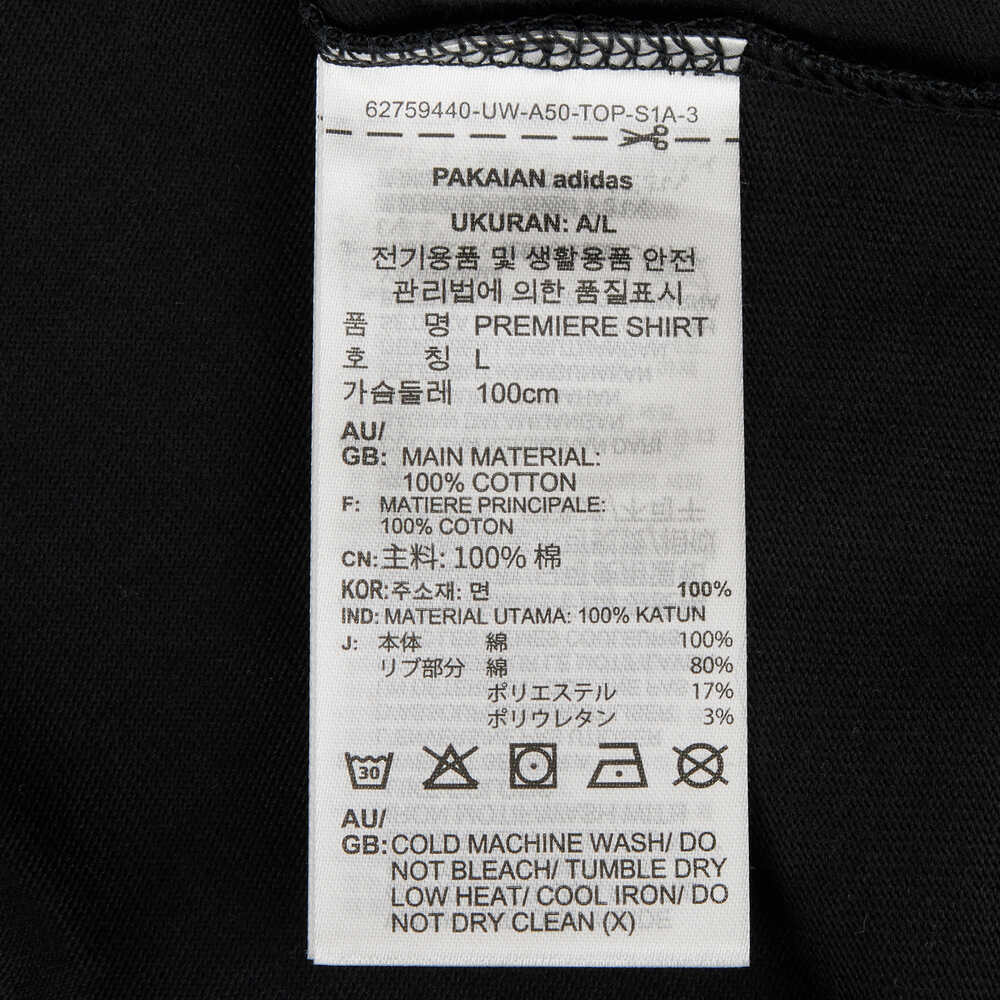 62759440-UW-A50-TOP-S1A-3
PAKAIAN adidas
UKURAN: A/L
전기용품 및 생활용품 안전
관리법에 의한 품질표시
품 명 PREMIERE SHIRT
호 칭 L
가슴둘레 100cm
AU/
GB: MAIN MATERIAL:
100% COTTON
F: MATIERE PRINCIPALE:
100% COTON
CN: 主料: 100% 棉
KOR: 주소재: 면 100%
IND: MATERIAL UTAMA: 100% KATUN
J: 本体 綿 100%
リブ部分 綿 80%
ポリエステル 17%
ポリウレタン 3%
30
AU/
GB: COLD MACHINE WASH/ DO
NOT BLEACH/ TUMBLE DRY
LOW HEAT/ COOL IRON/ DO
NOT DRY CLEAN (X)